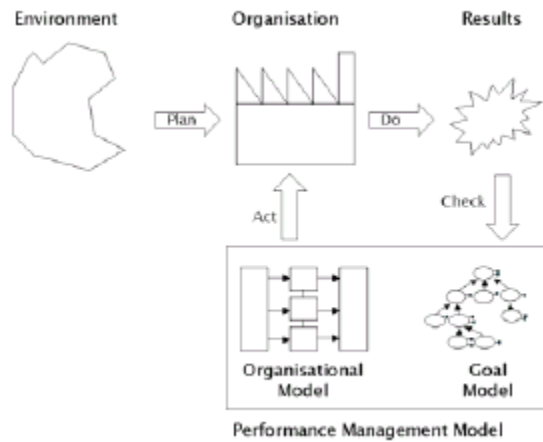 Environment
Organisation
Results
Plan
Do
Act
Check
Organisational
Model
Goal
Model
Performance Management Model